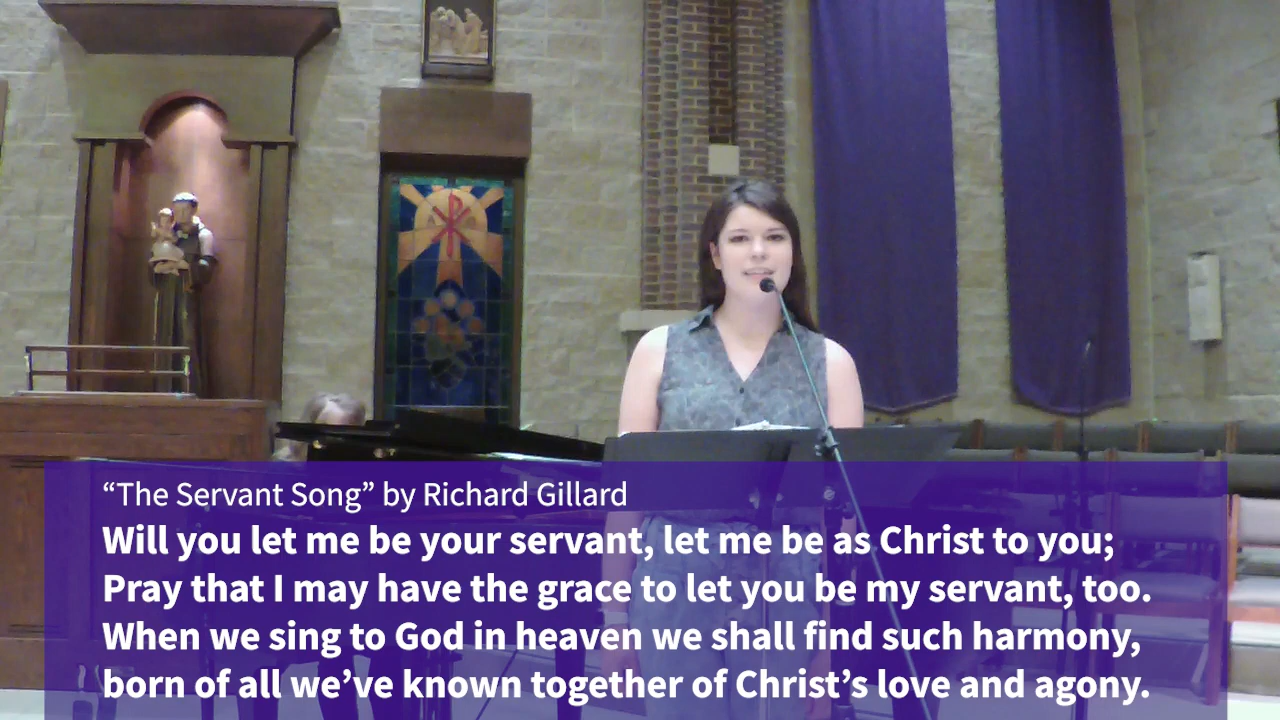 “The Servant Song” by Richard Gillard
Will you let me be your servant, let me be as Christ to you;
Pray that I may have the grace to let you be my servant, too.
When we sing to God in heaven we shall find such harmony,
born of all we’ve known together of Christ’s love and agony.